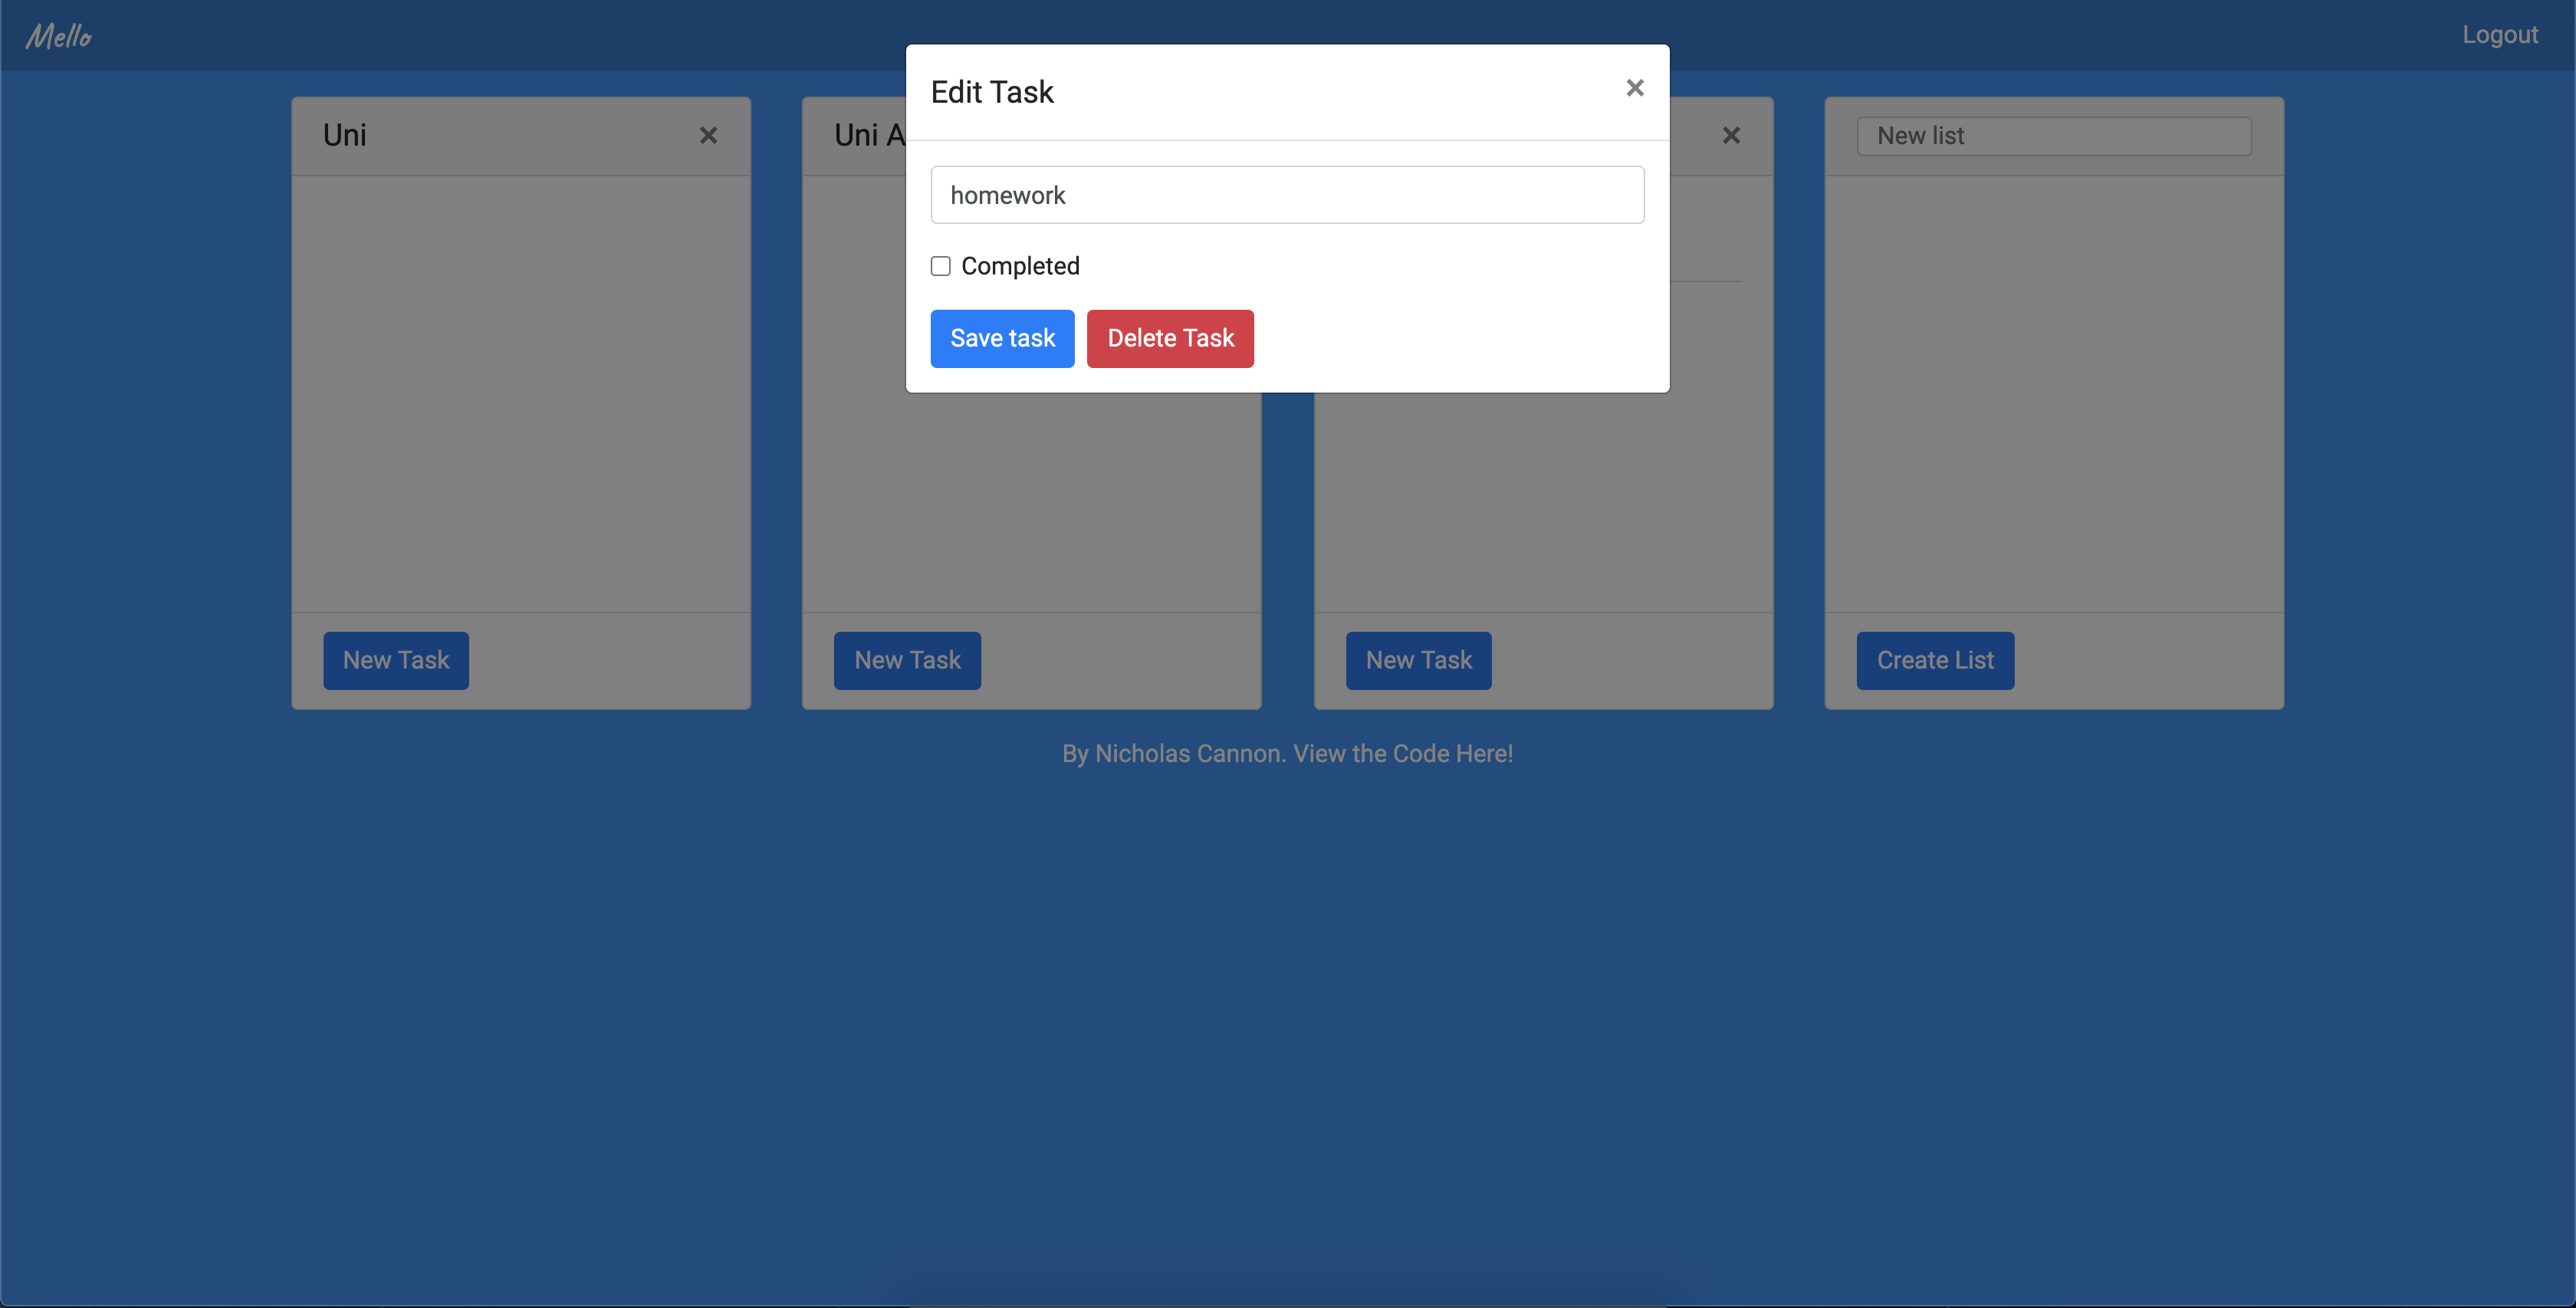 Mello
Logout
Edit Task
×
homework
Completed
Save task
Delete Task
Uni
×
Uni A
×
New list
New Task
New Task
New Task
Create List
By Nicholas Cannon. View the Code Here!